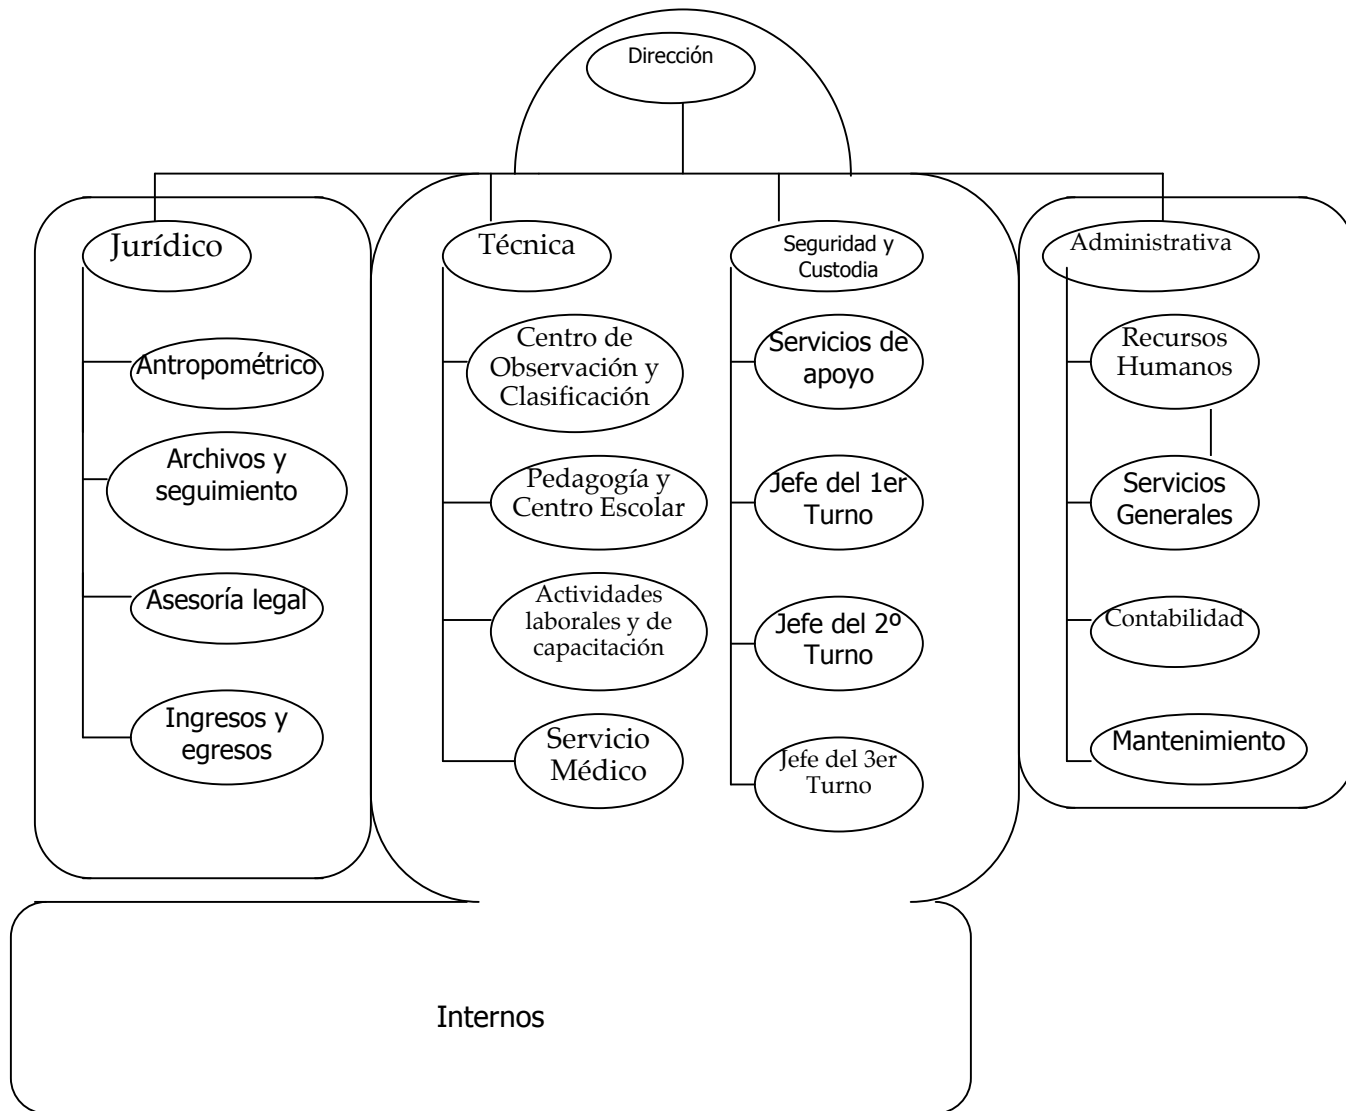 Dirección
Jurídico
Antropométrico
Archivos y
seguimiento
Asesoría legal
Ingresos y
egresos
Técnica
Centro de
Observación y
Clasificación
Pedagogía y
Centro Escolar
Actividades
laborales y de
capacitación
Servicio
Médico
Seguridad y
Custodia
Servicios de
apoyo
Jefe del 1er
Turno
Jefe del 2º
Turno
Jefe del 3er
Turno
Administrativa
Recursos
Humanos
Servicios
Generales
Contabilidad
Mantenimiento
Internos